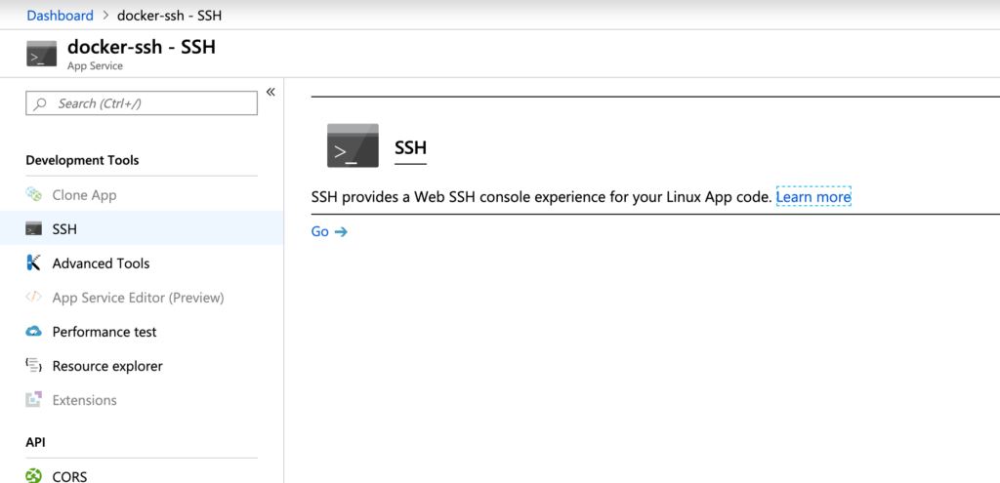 Dashboard > docker-ssh - SSH
docker-ssh - SSH
App Service
Search (Ctrl+/)
«
Development Tools
Clone App
SSH
Advanced Tools
App Service Editor (Preview)
Performance test
Resource explorer
Extensions
API
CORS
SSH
SSH provides a Web SSH console experience for your Linux App code. Learn more
Go →